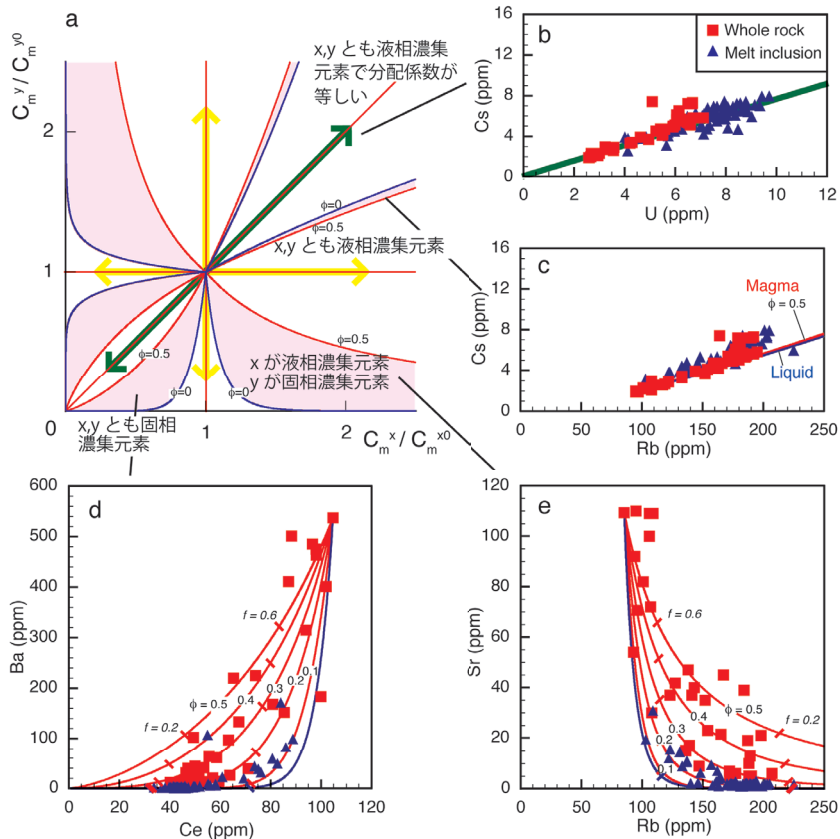 a
C_m^y / C_m^y0
2
1
0
1
2
C_m^x / C_m^x0
x,y とも液相濃集
元素で分配係数が
等しい
φ=0
φ=0.5
x,y とも液相濃集元素
φ=0.5
φ=0.5
x が液相濃集元素
y が固相濃集元素
φ=0
φ=0
x,y とも固相
濃集元素
b
Whole rock
Melt inclusion
Cs (ppm)
16
12
8
4
0
0 2 4 6 8 10 12
U (ppm)
c
Magma
φ = 0.5
Liquid
Cs (ppm)
16
12
8
4
0
50 100 150 200 250
Rb (ppm)
d
Ba (ppm)
600
500
400
300
200
100
0
f = 0.6
f = 0.2
φ = 0.5
0.4
0.3
0.2
0.1
0 20 40 60 80 100 120
Ce (ppm)
e
Sr (ppm)
120
100
80
60
40
20
0
f = 0.6
f = 0.2
φ = 0.5
0.4
0.3
0.2
0.1
50 100 150 200 250
Rb (ppm)